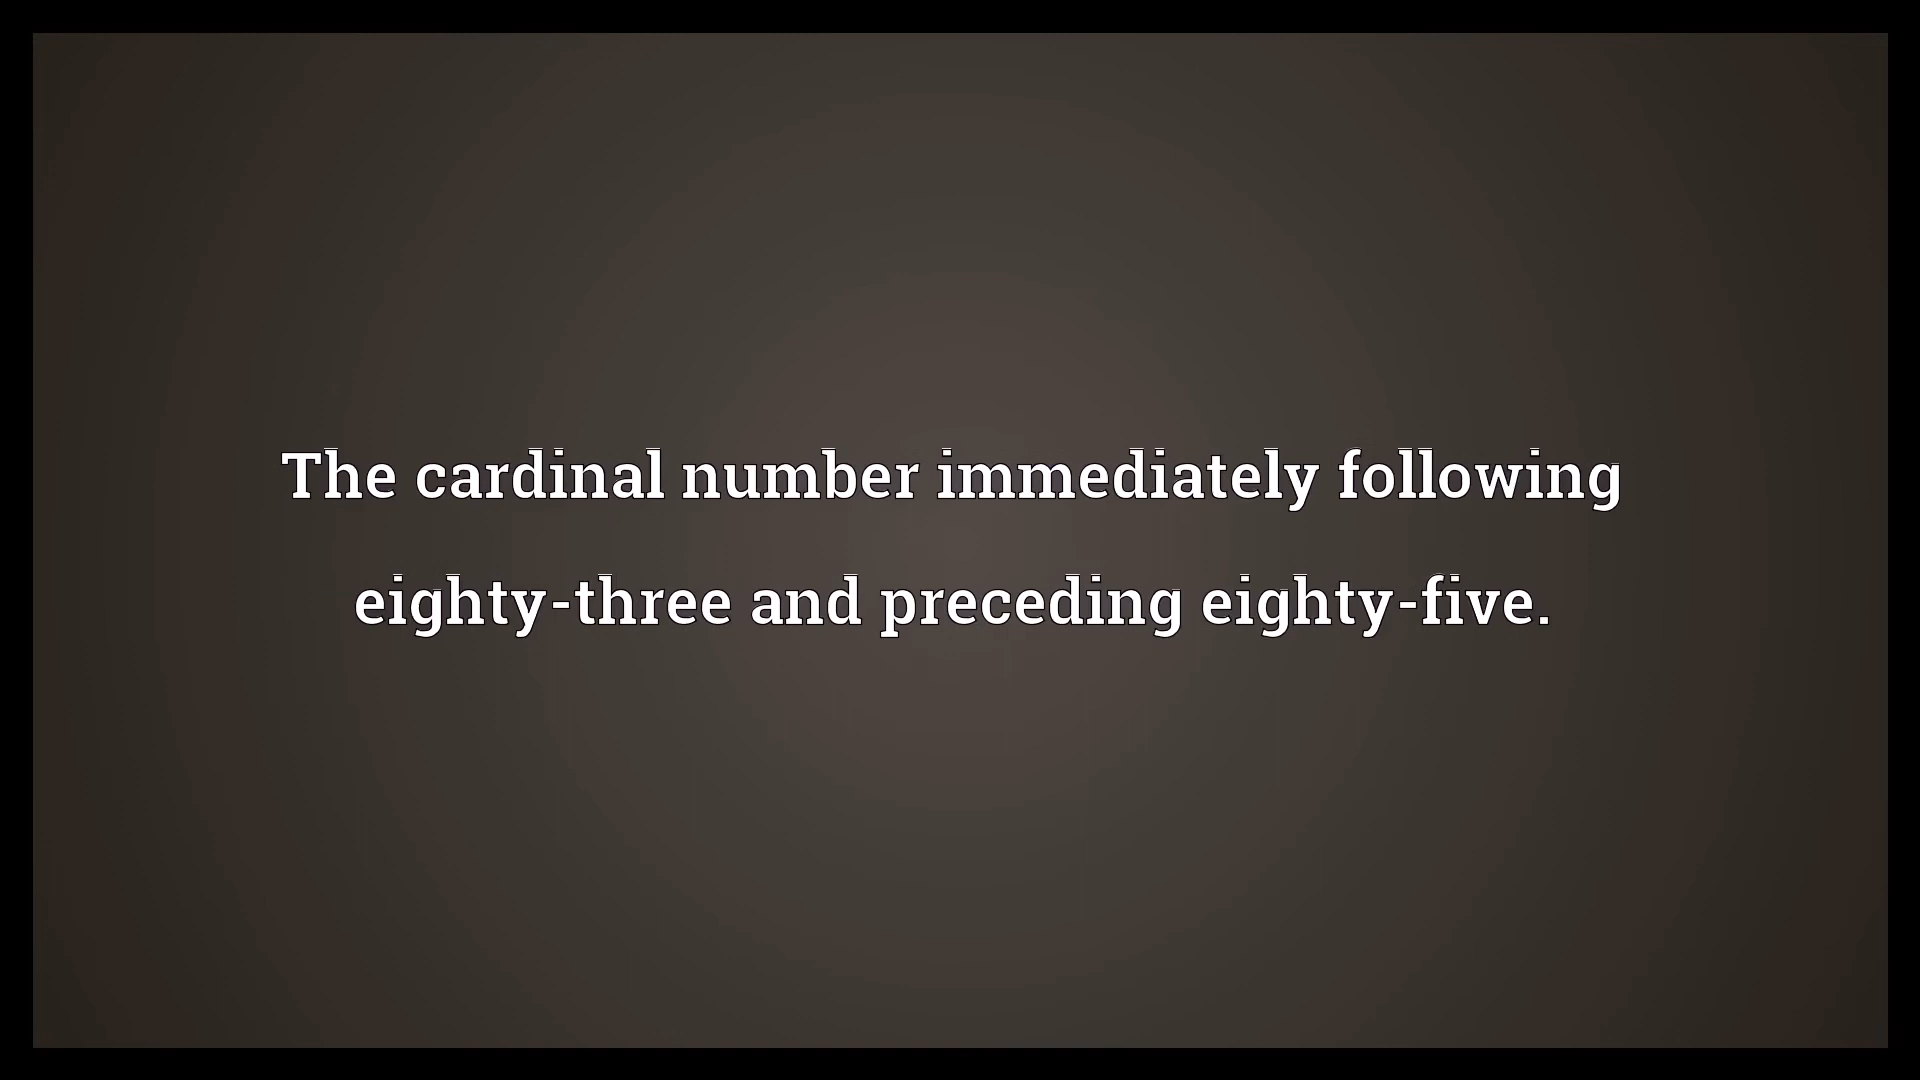 The cardinal number immediately following
eighty-three and preceding eighty-five.